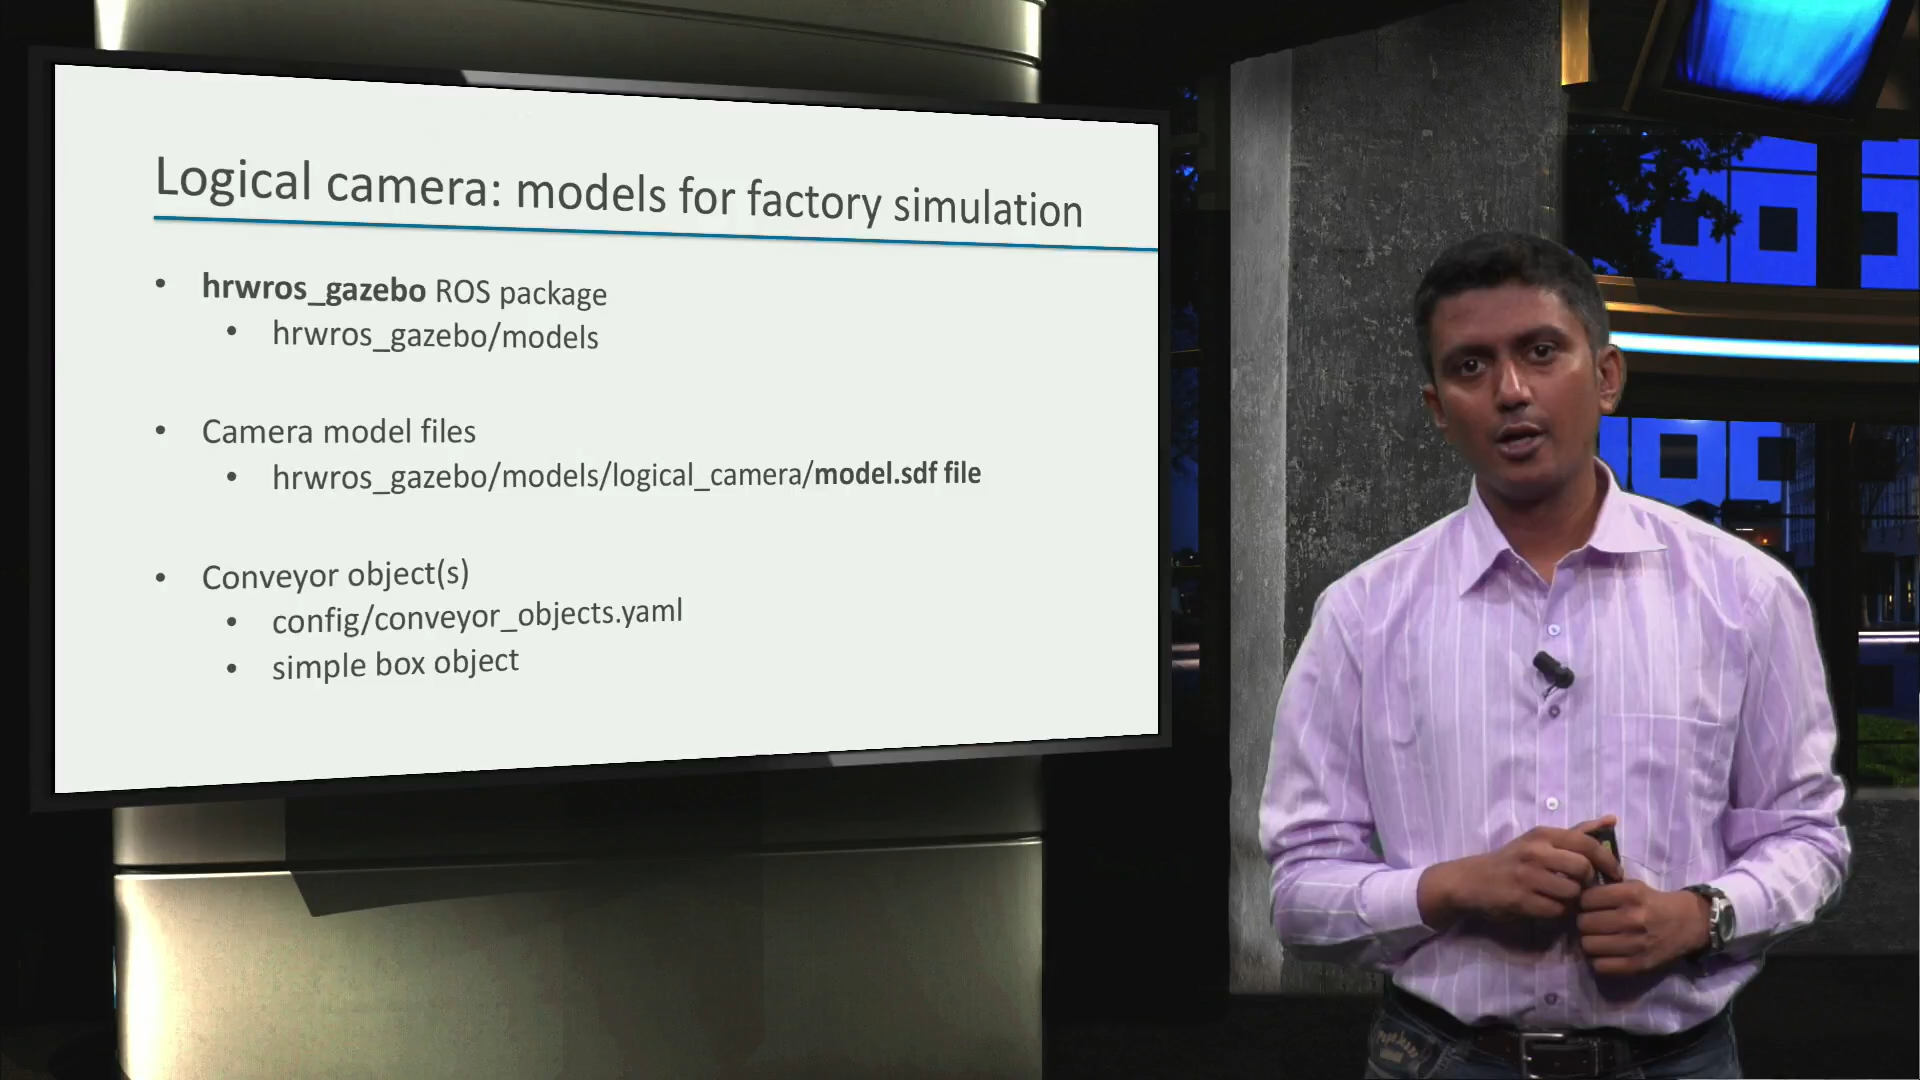 Logical camera: models for factory simulation
• hrwros_gazebo ROS package
• hrwros_gazebo/models
• Camera model files
• hrwros_gazebo/models/logical_camera/model.sdf file
• Conveyor object(s)
• config/conveyor_objects.yaml
• simple box object